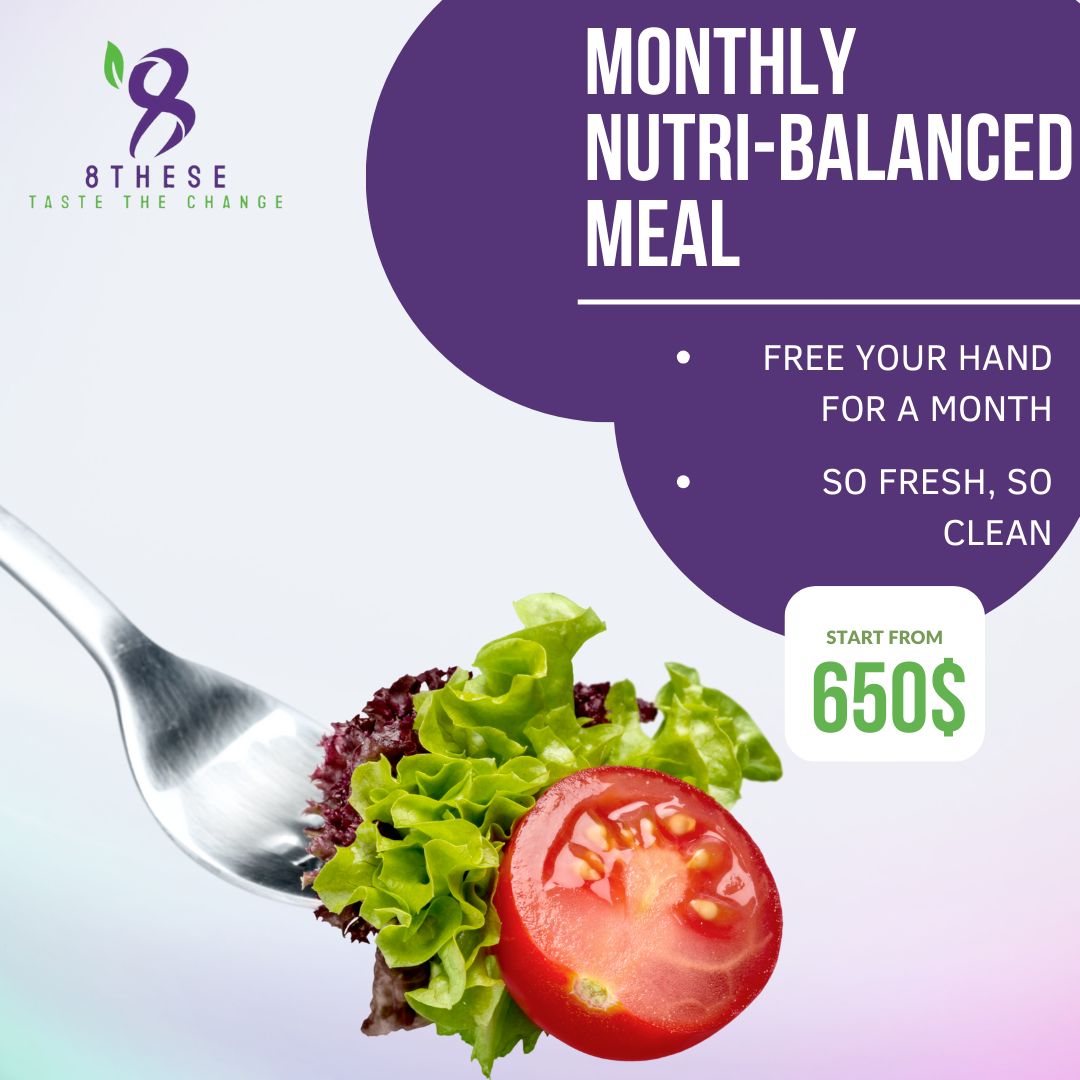 8THESE
TASTE THE CHANGE
MONTHLY
NUTRI-BALANCED
MEAL
• FREE YOUR HAND
FOR A MONTH
• SO FRESH, SO
CLEAN
START FROM
650$